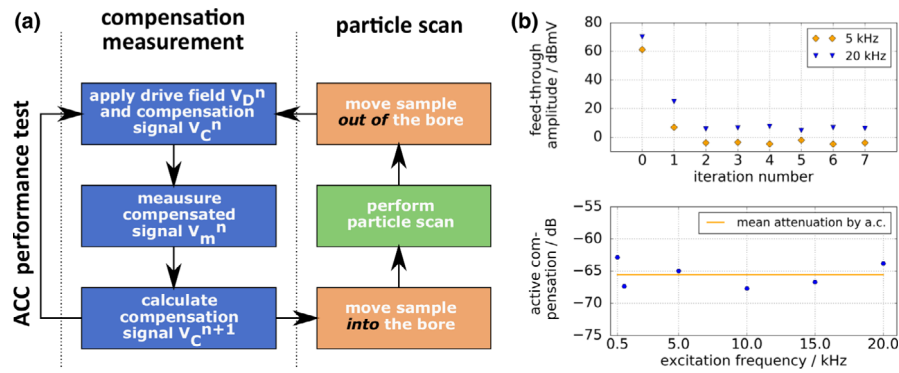 (a)
compensation
measurement
particle scan
ACC performance test
apply drive field V_D^n
and compensation
signal V_C^n
meausure
compensated
signal V_m^n
calculate
compensation
signal V_C^n+1
move sample
out of the bore
perform
particle scan
move sample
into the bore
(b)
feed-through
amplitude / dBmV
80
60
40
20
0
5 kHz
20 kHz
0 1 2 3 4 5 6 7
iteration number
active com-
pensation / dB
−55
−60
−65
−70
−75
mean attenuation by a.c.
0.5 5.0 10.0 15.0 20.0
excitation frequency / kHz